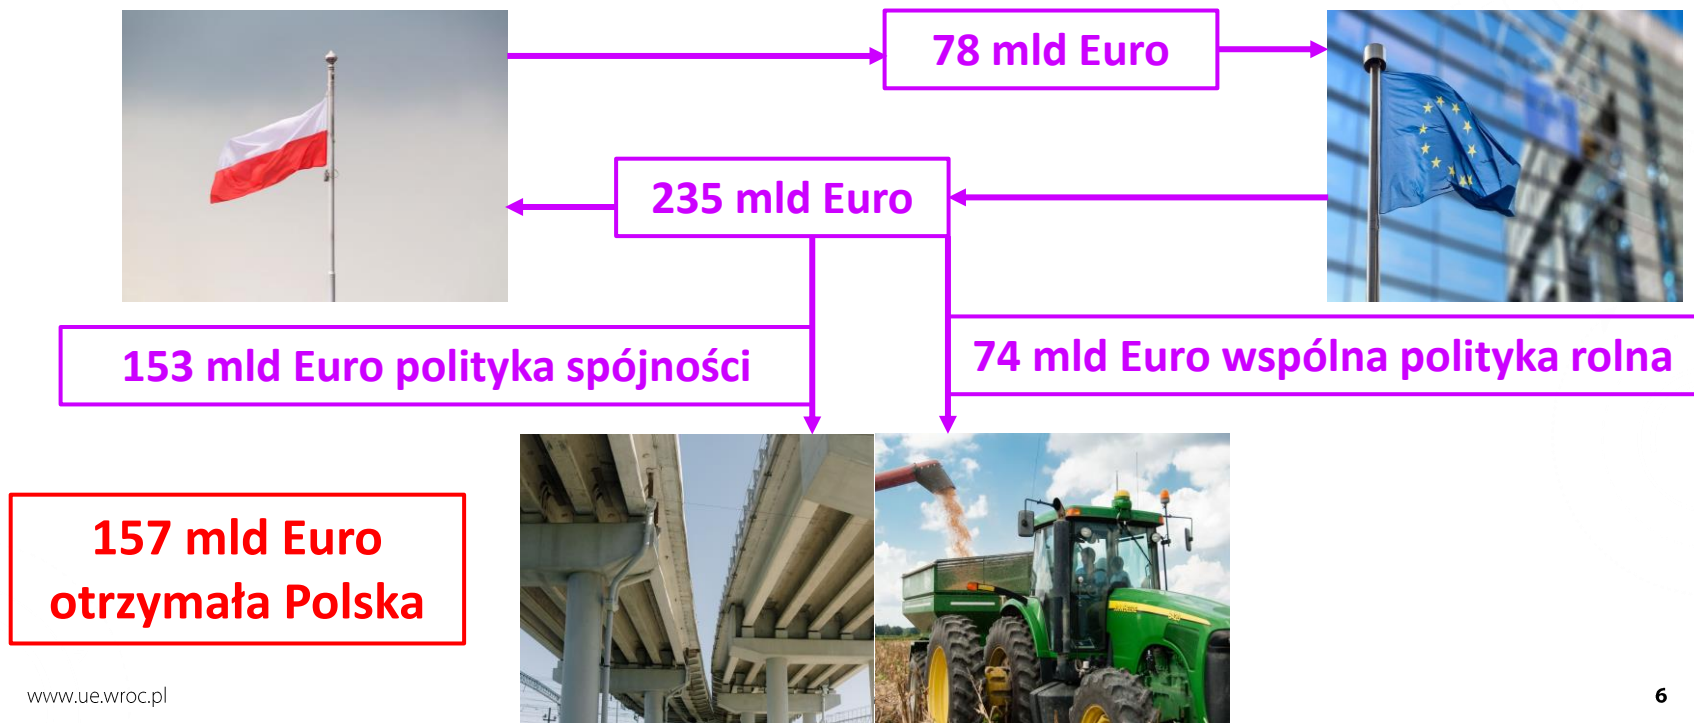 78 mld Euro
235 mld Euro
153 mld Euro polityka spójności
74 mld Euro wspólna polityka rolna
157 mld Euro
otrzymała Polska
www.ue.wroc.pl
6